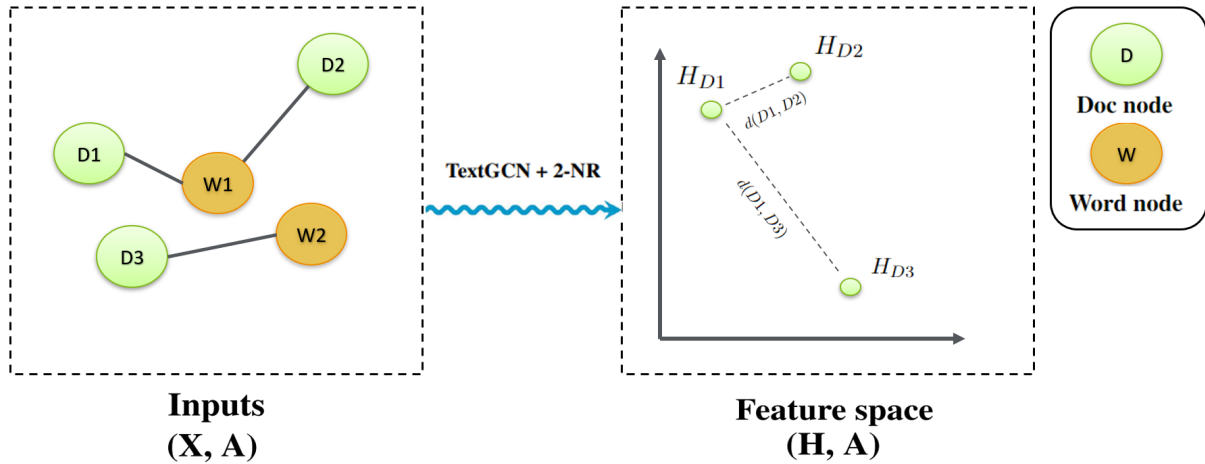 D1
D2
W1
D3
W2
Inputs
(X, A)
TextGCN + 2-NR
H_{D1}
H_{D2}
d(D1, D2)
d(D1, D3)
H_{D3}
Feature space
(H, A)
D
Doc node
W
Word node